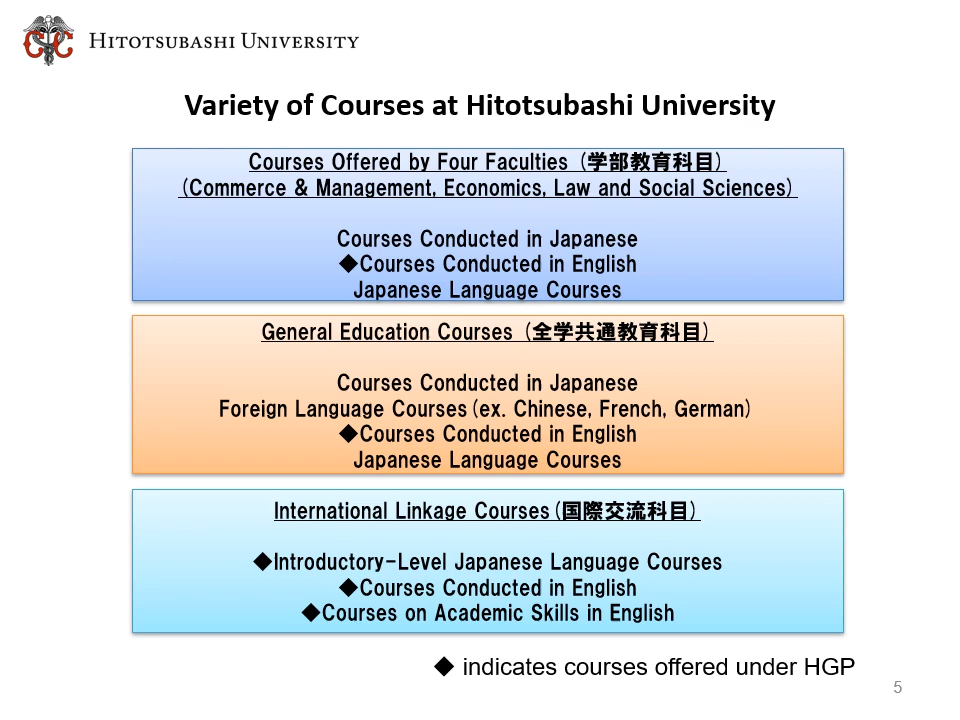 HITOTSUBASHI UNIVERSITY
Variety of Courses at Hitotsubashi University
Courses Offered by Four Faculties (学部教育科目)
(Commerce & Management, Economics, Law and Social Sciences)
Courses Conducted in Japanese
◆Courses Conducted in English
Japanese Language Courses
General Education Courses (全学共通教育科目)
Courses Conducted in Japanese
Foreign Language Courses(ex. Chinese, French, German)
◆Courses Conducted in English
Japanese Language Courses
International Linkage Courses(国際交流科目)
◆Introductory-Level Japanese Language Courses
◆Courses Conducted in English
◆Courses on Academic Skills in English
◆ indicates courses offered under HGP
5